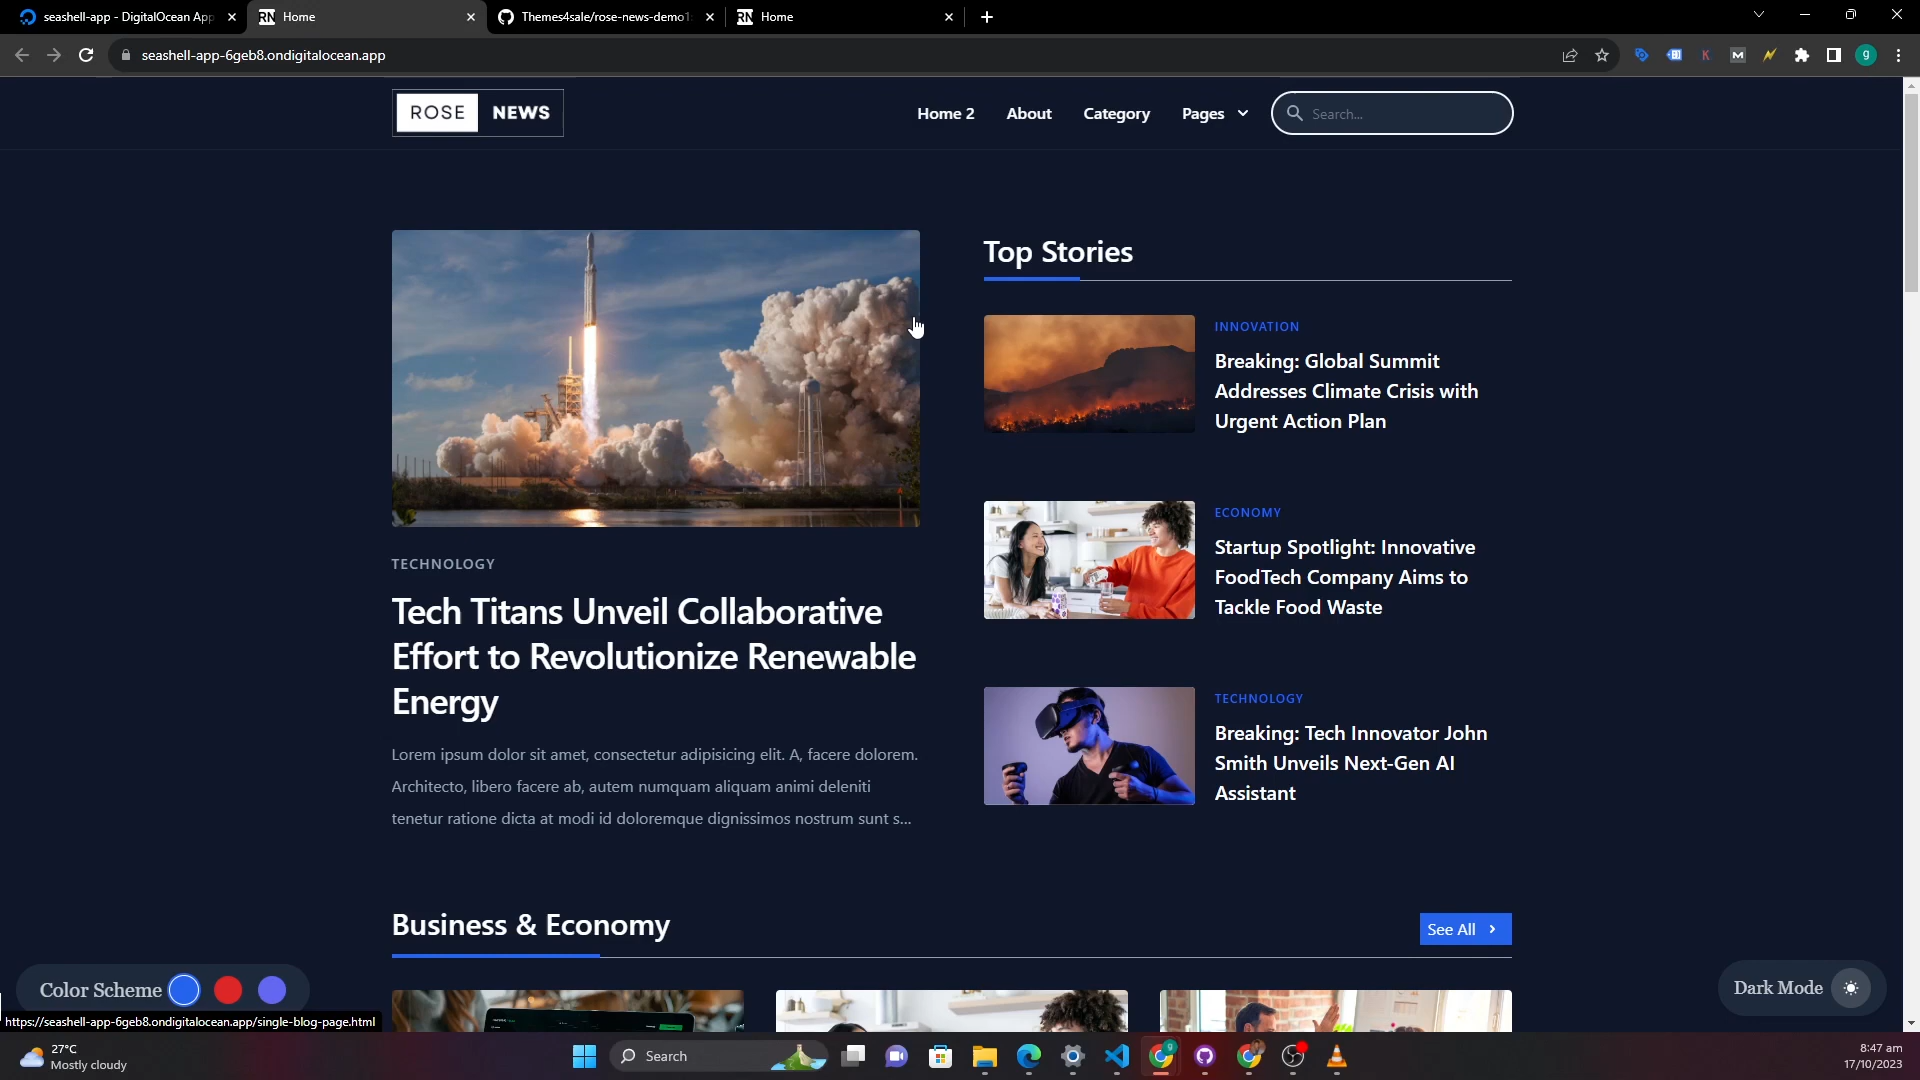 seashell-app - DigitalOcean App
Home
Themes4sale/rose-news-demo1
Home
seashell-app-6geb8.ondigitalocean.app
g
ROSE NEWS
Home 2
About
Category
Pages
Search...
Top Stories
INNOVATION
Breaking: Global Summit
Addresses Climate Crisis with
Urgent Action Plan
ECONOMY
Startup Spotlight: Innovative
FoodTech Company Aims to
Tackle Food Waste
TECHNOLOGY
Breaking: Tech Innovator John
Smith Unveils Next-Gen AI
Assistant
TECHNOLOGY
Tech Titans Unveil Collaborative
Effort to Revolutionize Renewable
Energy
Lorem ipsum dolor sit amet, consectetur adipisicing elit. A, facere dolorem.
Architecto, libero facere ab, autem numquam aliquam animi deleniti
tenetur ratione dicta at modi id doloremque dignissimos nostrum sunt s...
Business & Economy
See All
Color Scheme
Dark Mode
https://seashell-app-6geb8.ondigitalocean.app/single-blog-page.html
27°C
Mostly cloudy
Search
8:47 am
17/10/2023